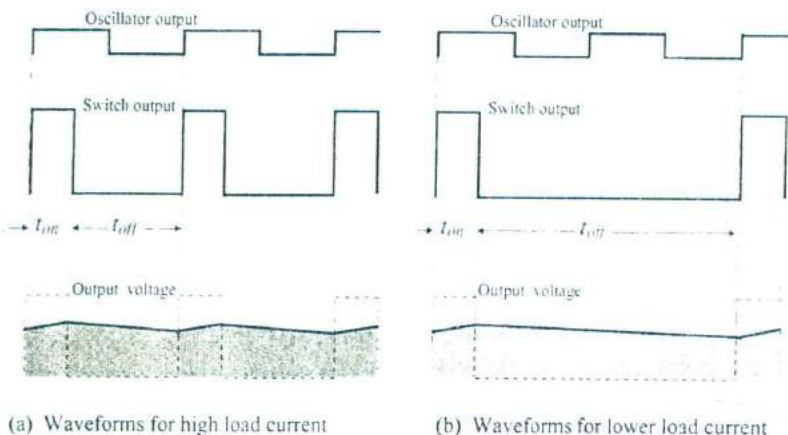 Oscillator output
Switch output
t_on t_off
Output voltage
(a) Waveforms for high load current
Oscillator output
Switch output
t_on t_off
Output voltage
(b) Waveforms for lower load current